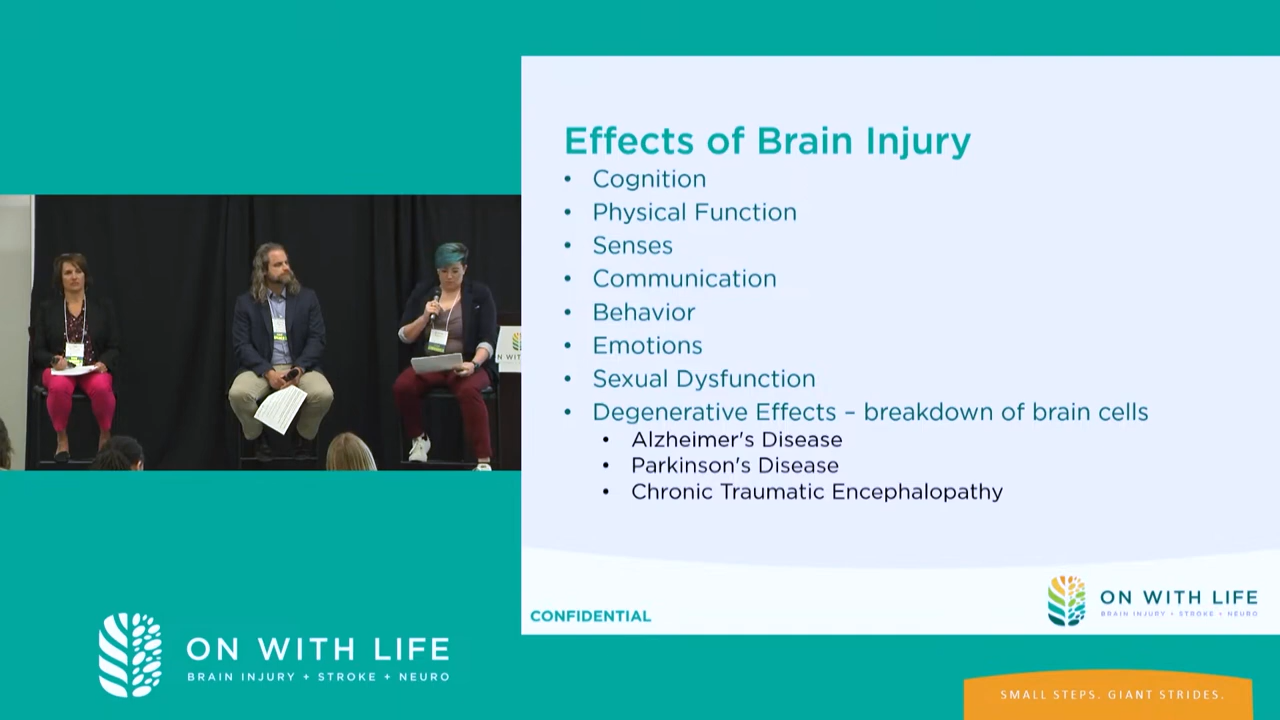 Effects of Brain Injury
• Cognition
• Physical Function
• Senses
• Communication
• Behavior
• Emotions
• Sexual Dysfunction
• Degenerative Effects – breakdown of brain cells
• Alzheimer's Disease
• Parkinson's Disease
• Chronic Traumatic Encephalopathy
CONFIDENTIAL
ON WITH LIFE
BRAIN INJURY + STROKE + NEURO
ON WITH LIFE
BRAIN INJURY + STROKE + NEURO
SMALL STEPS. GIANT STRIDES.